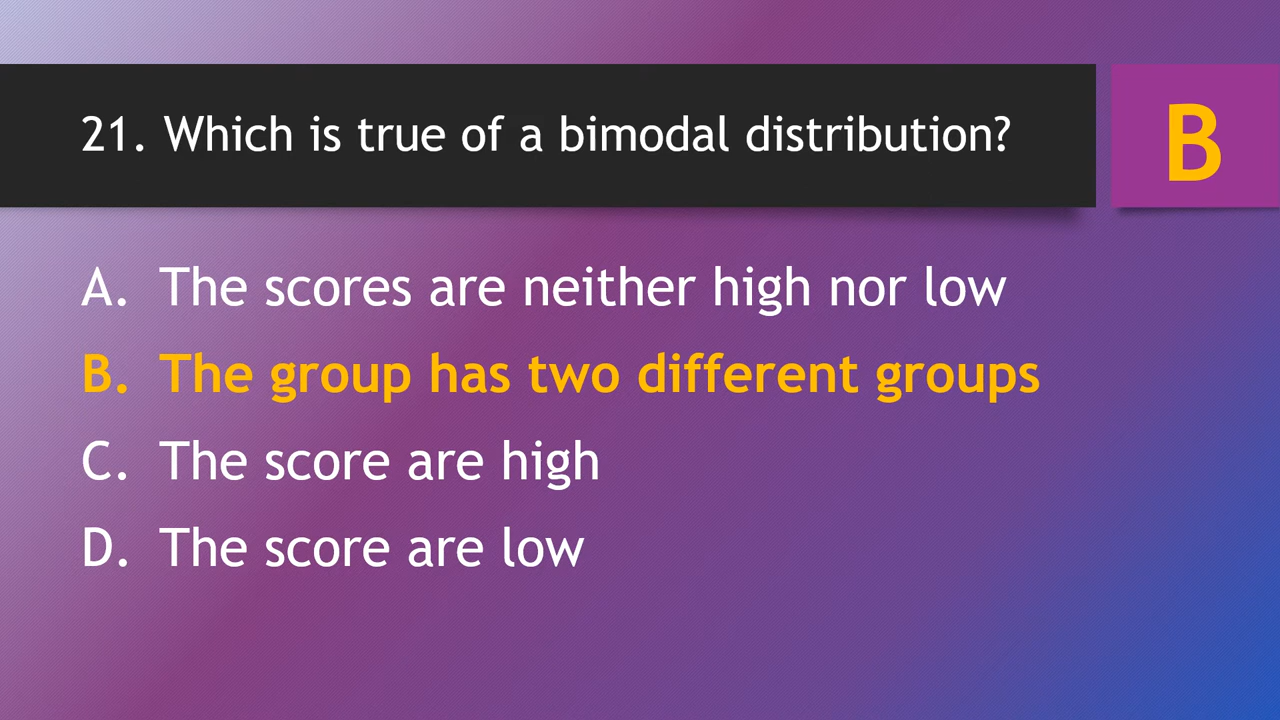 21. Which is true of a bimodal distribution?
B
A. The scores are neither high nor low
B. The group has two different groups
C. The score are high
D. The score are low